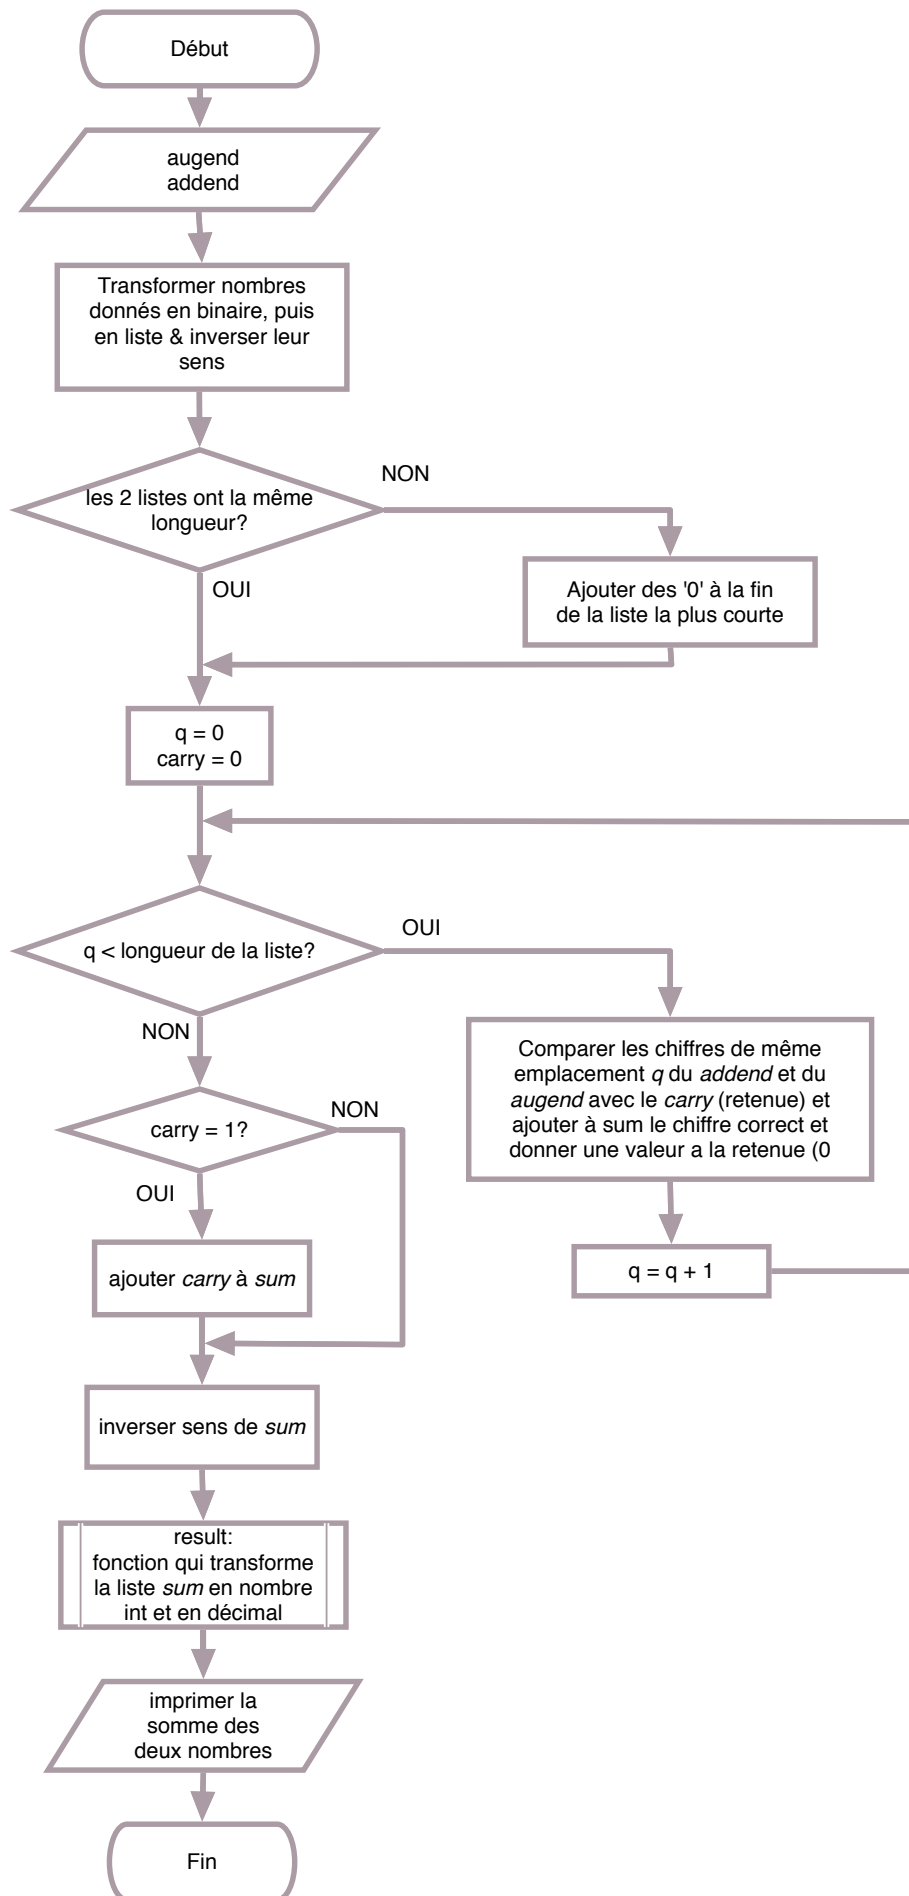 Début
augend
addend
Transformer nombres
donnés en binaire, puis
en liste & inverser leur
sens
les 2 listes ont la même
longueur?
NON
OUI
Ajouter des '0' à la fin
de la liste la plus courte
q = 0
carry = 0
q < longueur de la liste?
OUI
NON
Comparer les chiffres de même
emplacement q du addend et du
augend avec le carry (retenue) et
ajouter à sum le chiffre correct et
donner une valeur a la retenue (0
q = q + 1
carry = 1?
NON
OUI
ajouter carry à sum
inverser sens de sum
result:
fonction qui transforme
la liste sum en nombre
int et en décimal
imprimer la
somme des
deux nombres
Fin